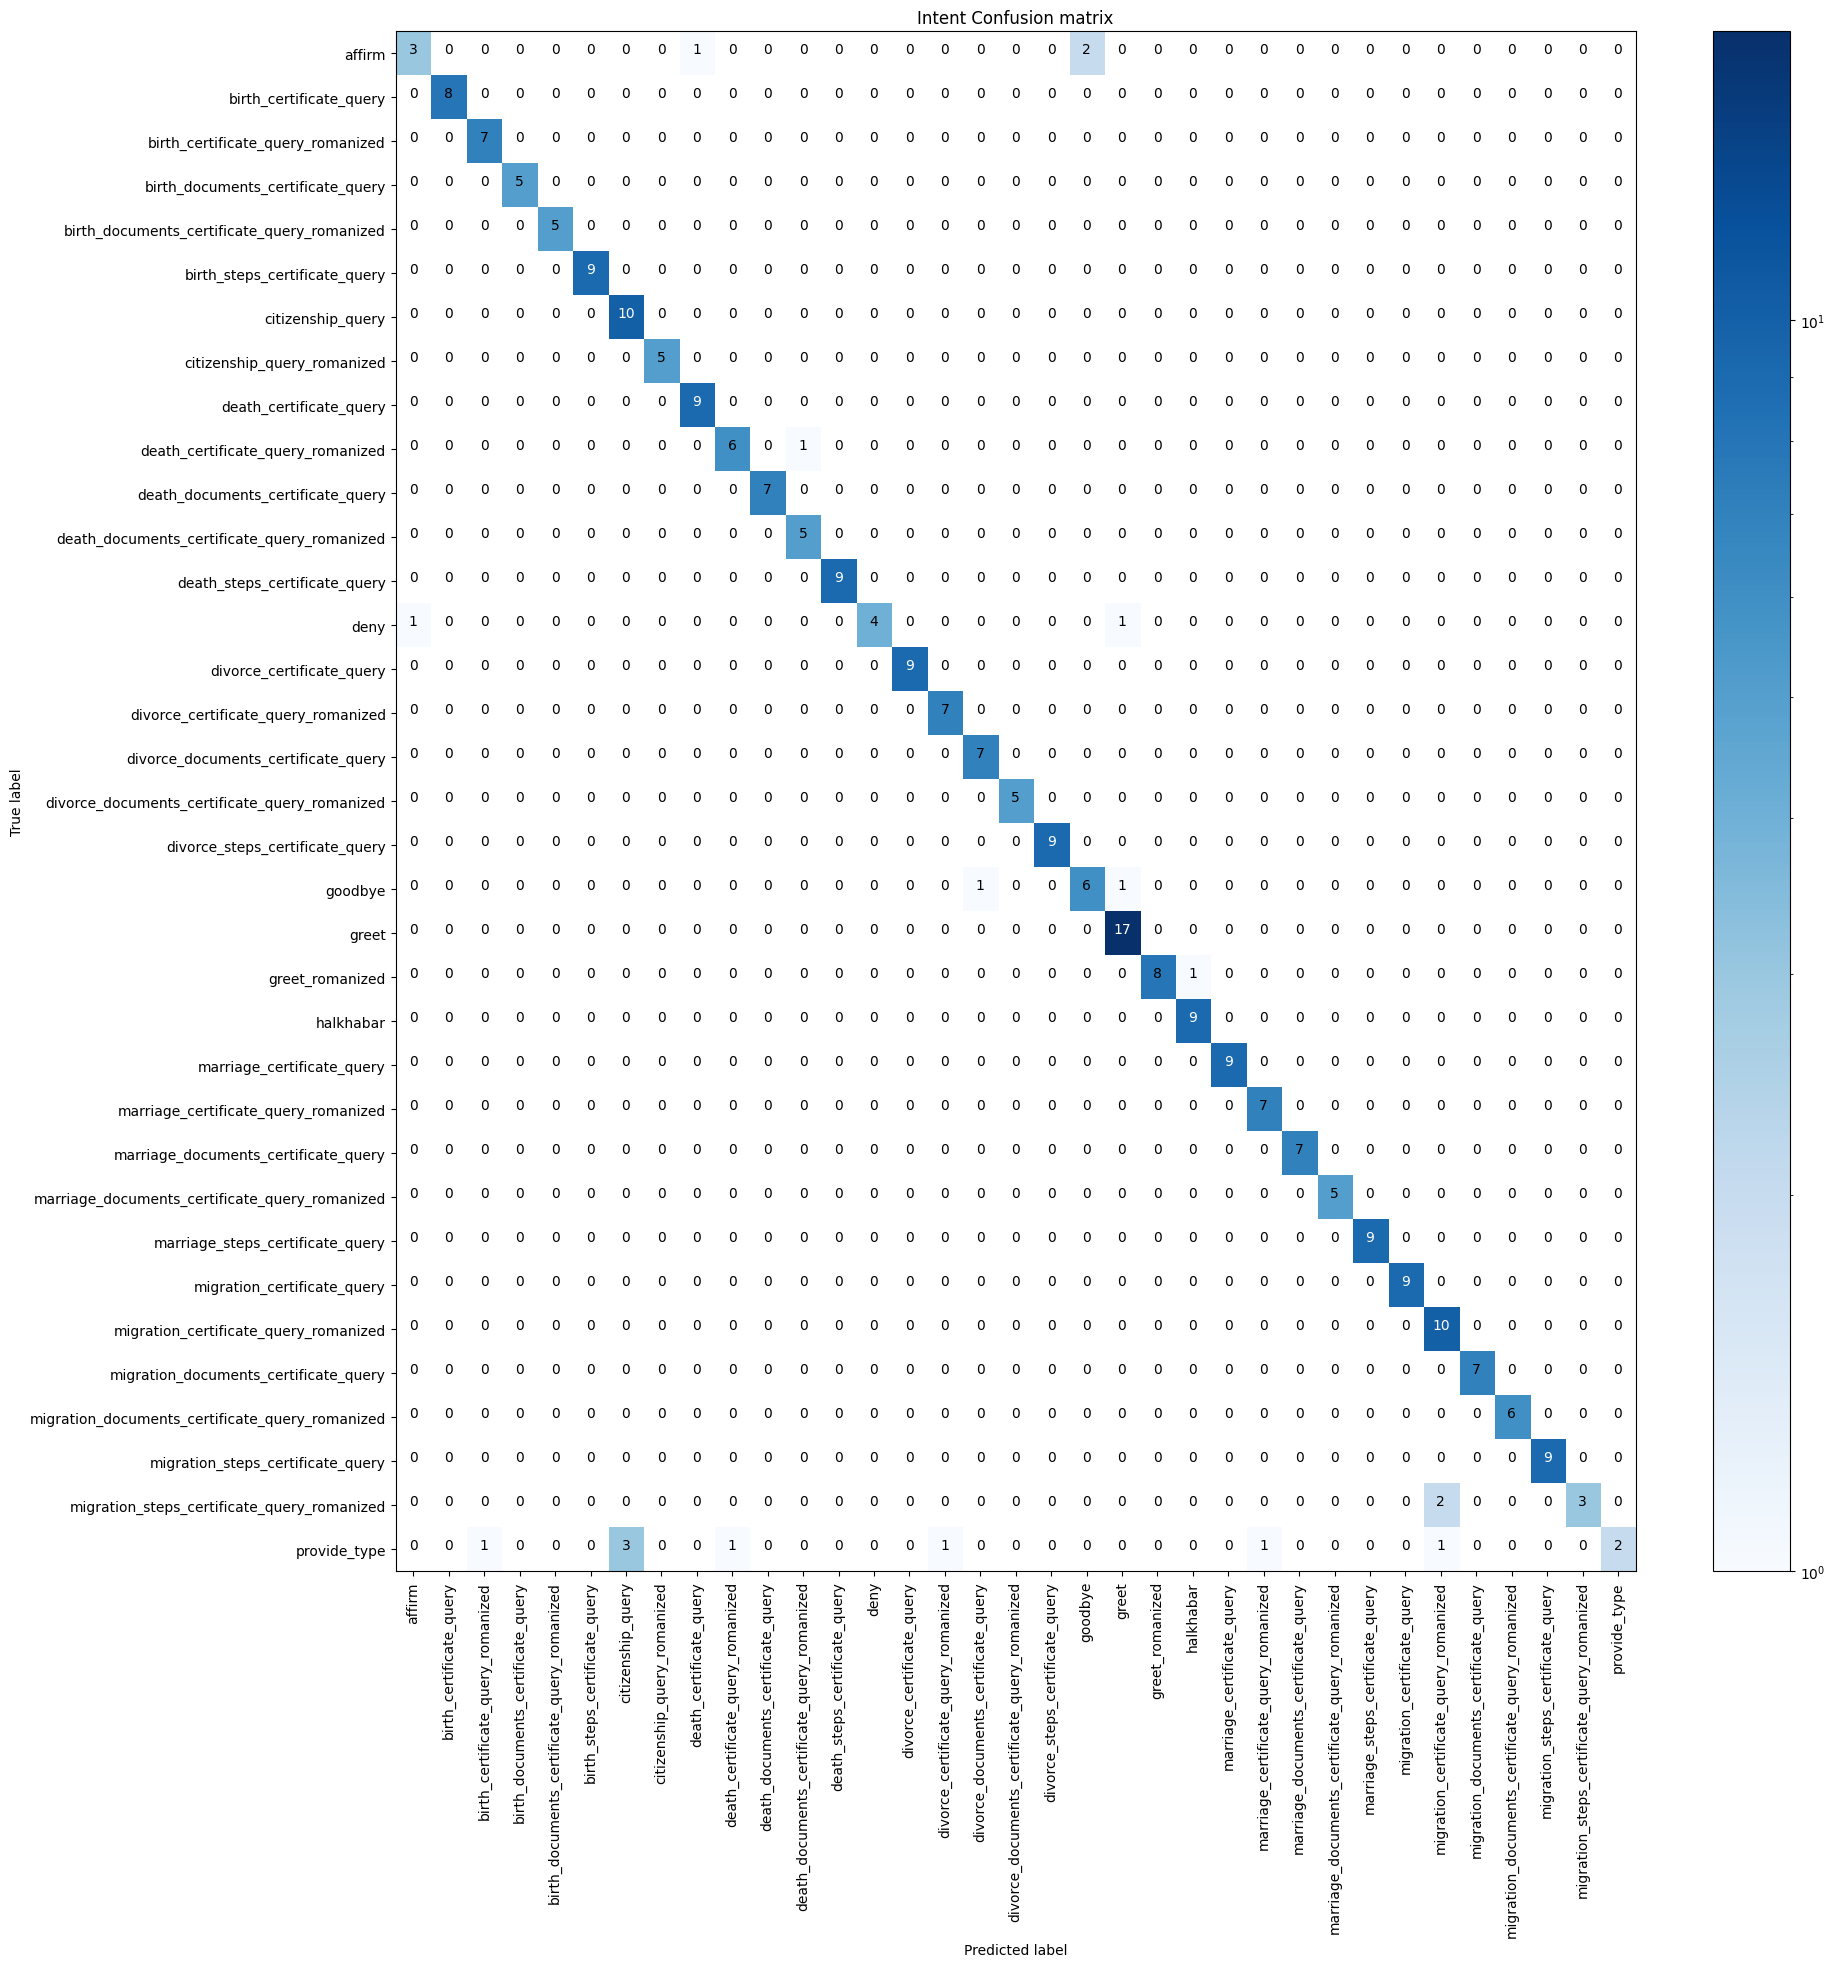 Intent Confusion matrix
affirm 3 0 0 0 0 0 0 0 1 0 0 0 0 0 0 0 0 0 0 2 0 0 0 0 0 0 0 0 0 0 0 0 0 0 0
birth_certificate_query 0 8 0 0 0 0 0 0 0 0 0 0 0 0 0 0 0 0 0 0 0 0 0 0 0 0 0 0 0 0 0 0 0 0 0
birth_certificate_query_romanized 0 0 7 0 0 0 0 0 0 0 0 0 0 0 0 0 0 0 0 0 0 0 0 0 0 0 0 0 0 0 0 0 0 0 0
birth_documents_certificate_query 0 0 0 5 0 0 0 0 0 0 0 0 0 0 0 0 0 0 0 0 0 0 0 0 0 0 0 0 0 0 0 0 0 0 0
birth_documents_certificate_query_romanized 0 0 0 0 5 0 0 0 0 0 0 0 0 0 0 0 0 0 0 0 0 0 0 0 0 0 0 0 0 0 0 0 0 0 0
birth_steps_certificate_query 0 0 0 0 0 9 0 0 0 0 0 0 0 0 0 0 0 0 0 0 0 0 0 0 0 0 0 0 0 0 0 0 0 0 0
citizenship_query 0 0 0 0 0 0 10 0 0 0 0 0 0 0 0 0 0 0 0 0 0 0 0 0 0 0 0 0 0 0 0 0 0 0 0
citizenship_query_romanized 0 0 0 0 0 0 0 5 0 0 0 0 0 0 0 0 0 0 0 0 0 0 0 0 0 0 0 0 0 0 0 0 0 0 0
death_certificate_query 0 0 0 0 0 0 0 0 9 0 0 0 0 0 0 0 0 0 0 0 0 0 0 0 0 0 0 0 0 0 0 0 0 0 0
death_certificate_query_romanized 0 0 0 0 0 0 0 0 0 6 0 1 0 0 0 0 0 0 0 0 0 0 0 0 0 0 0 0 0 0 0 0 0 0 0
death_documents_certificate_query 0 0 0 0 0 0 0 0 0 0 7 0 0 0 0 0 0 0 0 0 0 0 0 0 0 0 0 0 0 0 0 0 0 0 0
death_documents_certificate_query_romanized 0 0 0 0 0 0 0 0 0 0 0 5 0 0 0 0 0 0 0 0 0 0 0 0 0 0 0 0 0 0 0 0 0 0 0
death_steps_certificate_query 0 0 0 0 0 0 0 0 0 0 0 0 9 0 0 0 0 0 0 0 0 0 0 0 0 0 0 0 0 0 0 0 0 0 0
deny 1 0 0 0 0 0 0 0 0 0 0 0 0 4 0 0 0 0 0 0 1 0 0 0 0 0 0 0 0 0 0 0 0 0 0
divorce_certificate_query 0 0 0 0 0 0 0 0 0 0 0 0 0 0 9 0 0 0 0 0 0 0 0 0 0 0 0 0 0 0 0 0 0 0 0
divorce_certificate_query_romanized 0 0 0 0 0 0 0 0 0 0 0 0 0 0 0 7 0 0 0 0 0 0 0 0 0 0 0 0 0 0 0 0 0 0 0
divorce_documents_certificate_query 0 0 0 0 0 0 0 0 0 0 0 0 0 0 0 0 7 0 0 0 0 0 0 0 0 0 0 0 0 0 0 0 0 0 0
divorce_documents_certificate_query_romanized 0 0 0 0 0 0 0 0 0 0 0 0 0 0 0 0 0 5 0 0 0 0 0 0 0 0 0 0 0 0 0 0 0 0 0
divorce_steps_certificate_query 0 0 0 0 0 0 0 0 0 0 0 0 0 0 0 0 0 0 9 0 0 0 0 0 0 0 0 0 0 0 0 0 0 0 0
goodbye 0 0 0 0 0 0 0 0 0 0 0 0 0 0 0 0 1 0 0 6 1 0 0 0 0 0 0 0 0 0 0 0 0 0 0
greet 0 0 0 0 0 0 0 0 0 0 0 0 0 0 0 0 0 0 0 0 17 0 0 0 0 0 0 0 0 0 0 0 0 0 0
greet_romanized 0 0 0 0 0 0 0 0 0 0 0 0 0 0 0 0 0 0 0 0 0 8 1 0 0 0 0 0 0 0 0 0 0 0 0
halkhabar 0 0 0 0 0 0 0 0 0 0 0 0 0 0 0 0 0 0 0 0 0 0 9 0 0 0 0 0 0 0 0 0 0 0 0
marriage_certificate_query 0 0 0 0 0 0 0 0 0 0 0 0 0 0 0 0 0 0 0 0 0 0 0 9 0 0 0 0 0 0 0 0 0 0 0
marriage_certificate_query_romanized 0 0 0 0 0 0 0 0 0 0 0 0 0 0 0 0 0 0 0 0 0 0 0 0 7 0 0 0 0 0 0 0 0 0 0
marriage_documents_certificate_query 0 0 0 0 0 0 0 0 0 0 0 0 0 0 0 0 0 0 0 0 0 0 0 0 0 7 0 0 0 0 0 0 0 0 0
marriage_documents_certificate_query_romanized 0 0 0 0 0 0 0 0 0 0 0 0 0 0 0 0 0 0 0 0 0 0 0 0 0 0 5 0 0 0 0 0 0 0 0
marriage_steps_certificate_query 0 0 0 0 0 0 0 0 0 0 0 0 0 0 0 0 0 0 0 0 0 0 0 0 0 0 0 9 0 0 0 0 0 0 0
migration_certificate_query 0 0 0 0 0 0 0 0 0 0 0 0 0 0 0 0 0 0 0 0 0 0 0 0 0 0 0 0 9 0 0 0 0 0 0
migration_certificate_query_romanized 0 0 0 0 0 0 0 0 0 0 0 0 0 0 0 0 0 0 0 0 0 0 0 0 0 0 0 0 0 10 0 0 0 0 0
migration_documents_certificate_query 0 0 0 0 0 0 0 0 0 0 0 0 0 0 0 0 0 0 0 0 0 0 0 0 0 0 0 0 0 0 7 0 0 0 0
migration_documents_certificate_query_romanized 0 0 0 0 0 0 0 0 0 0 0 0 0 0 0 0 0 0 0 0 0 0 0 0 0 0 0 0 0 0 0 6 0 0 0
migration_steps_certificate_query 0 0 0 0 0 0 0 0 0 0 0 0 0 0 0 0 0 0 0 0 0 0 0 0 0 0 0 0 0 0 0 0 9 0 0
migration_steps_certificate_query_romanized 0 0 0 0 0 0 0 0 0 0 0 0 0 0 0 0 0 0 0 0 0 0 0 0 0 0 0 0 0 2 0 0 0 3 0
provide_type 0 0 1 0 0 0 3 0 0 1 0 0 0 0 0 1 0 0 0 0 0 0 0 0 1 0 0 0 0 1 0 0 0 0 2
True label
affirm
birth_certificate_query
birth_certificate_query_romanized
birth_documents_certificate_query
birth_documents_certificate_query_romanized
birth_steps_certificate_query
citizenship_query
citizenship_query_romanized
death_certificate_query
death_certificate_query_romanized
death_documents_certificate_query
death_documents_certificate_query_romanized
death_steps_certificate_query
deny
divorce_certificate_query
divorce_certificate_query_romanized
divorce_documents_certificate_query
divorce_documents_certificate_query_romanized
divorce_steps_certificate_query
goodbye
greet
greet_romanized
halkhabar
marriage_certificate_query
marriage_certificate_query_romanized
marriage_documents_certificate_query
marriage_documents_certificate_query_romanized
marriage_steps_certificate_query
migration_certificate_query
migration_certificate_query_romanized
migration_documents_certificate_query
migration_documents_certificate_query_romanized
migration_steps_certificate_query
migration_steps_certificate_query_romanized
provide_type
Predicted label
10¹
10⁰